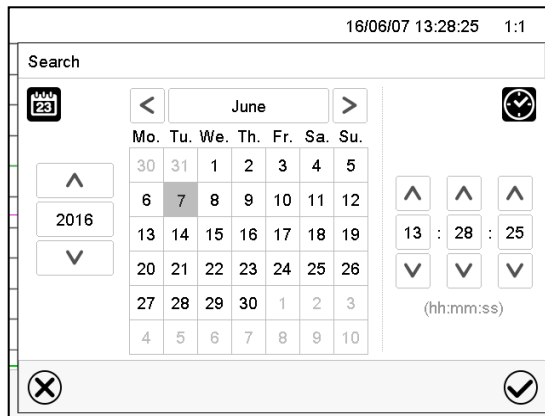 16/06/07 13:28:25 1:1
Search
23
< June >
Mo. Tu. We. Th. Fr. Sa. Su.
30 31 1 2 3 4 5
6 7 8 9 10 11 12
2016
13 14 15 16 17 18 19
13 : 28 : 25
20 21 22 23 24 25 26
27 28 29 30 1 2 3
(hh:mm:ss)
4 5 6 7 8 9 10